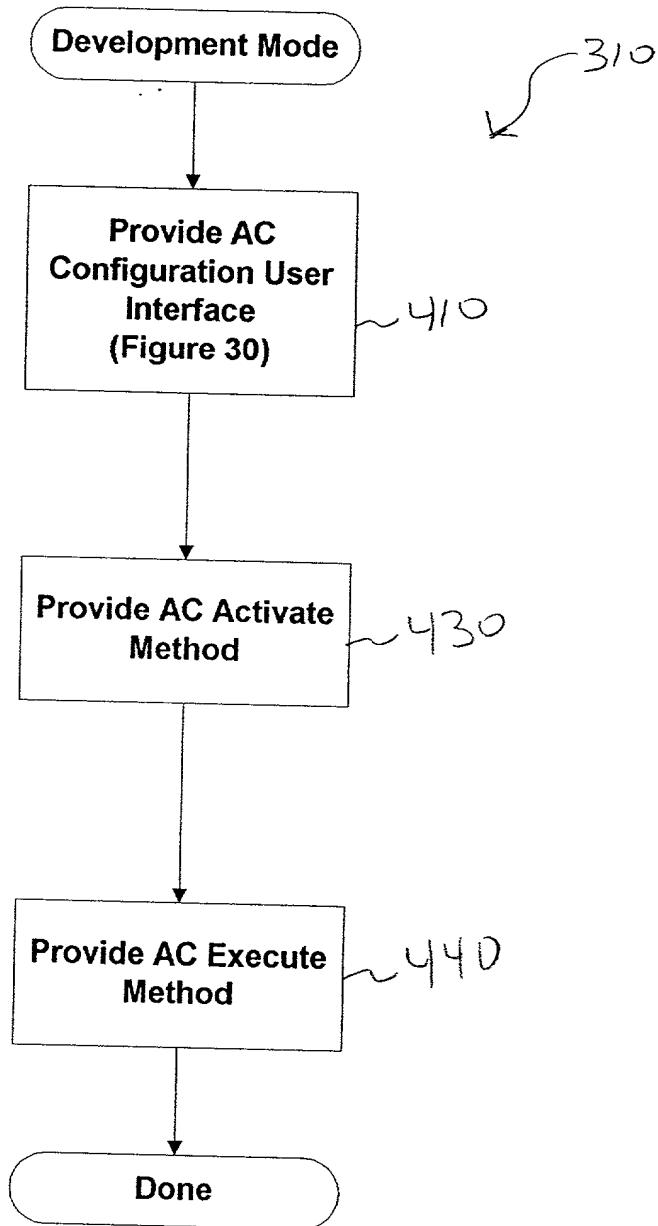 Development Mode
310
Provide AC
Configuration User
Interface
(Figure 30)
410
Provide AC Activate
Method
430
Provide AC Execute
Method
440
Done